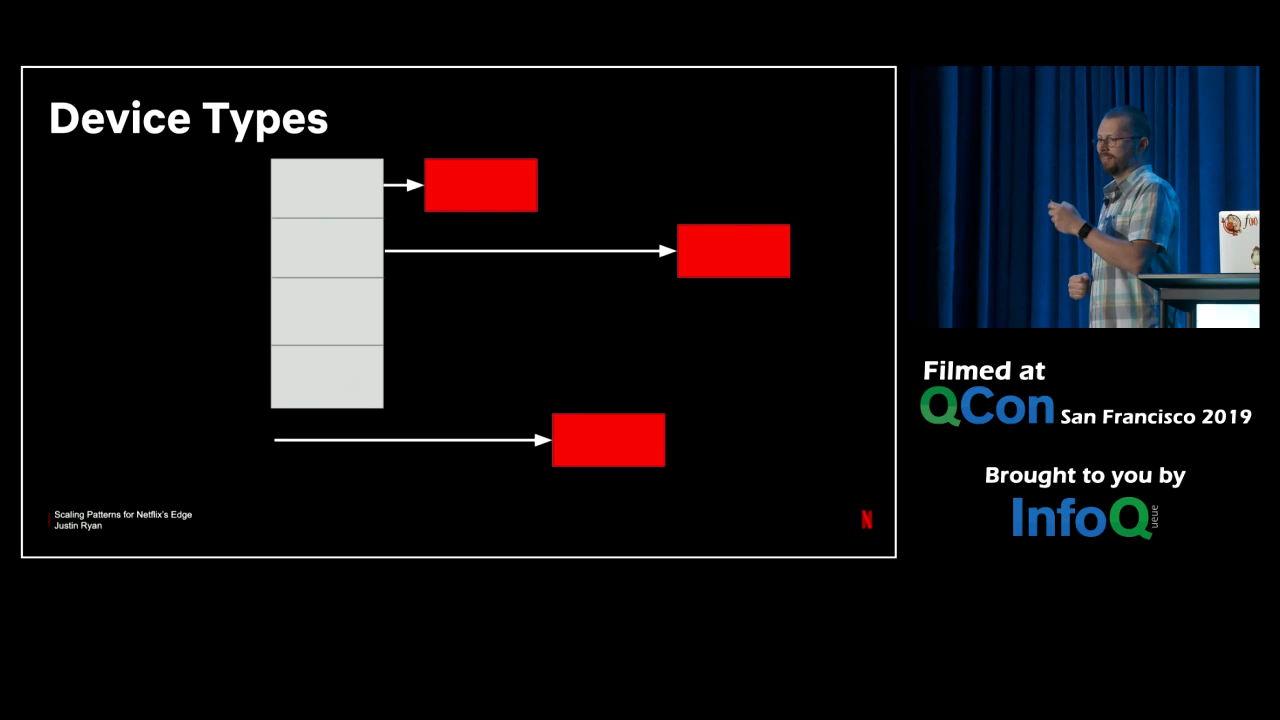 Device Types
Scaling Patterns for Netflix's Edge
Justin Ryan
N
f(x)
Filmed at
QCon San Francisco 2019
Brought to you by
InfoQ
ueue